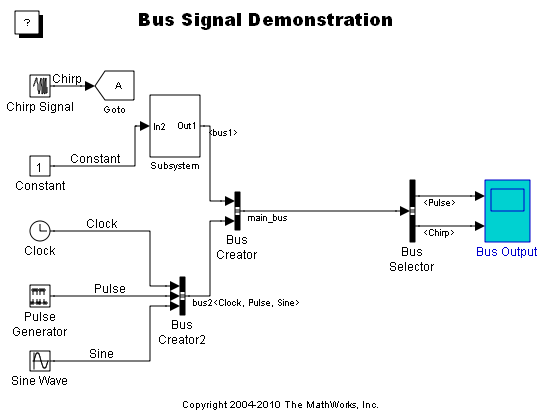 Bus Signal Demonstration
?
Chirp
A
Chirp Signal
Goto
In2
Out1
<bus1>
Subsystem
1
Constant
Constant
Clock
Clock
main_bus
Bus
Creator
<Pulse>
<Chirp>
Bus
Selector
Bus Output
Pulse
Pulse
Generator
bus2<Clock, Pulse, Sine>
Bus
Creator2
Sine
Sine Wave
Copyright 2004-2010 The MathWorks, Inc.